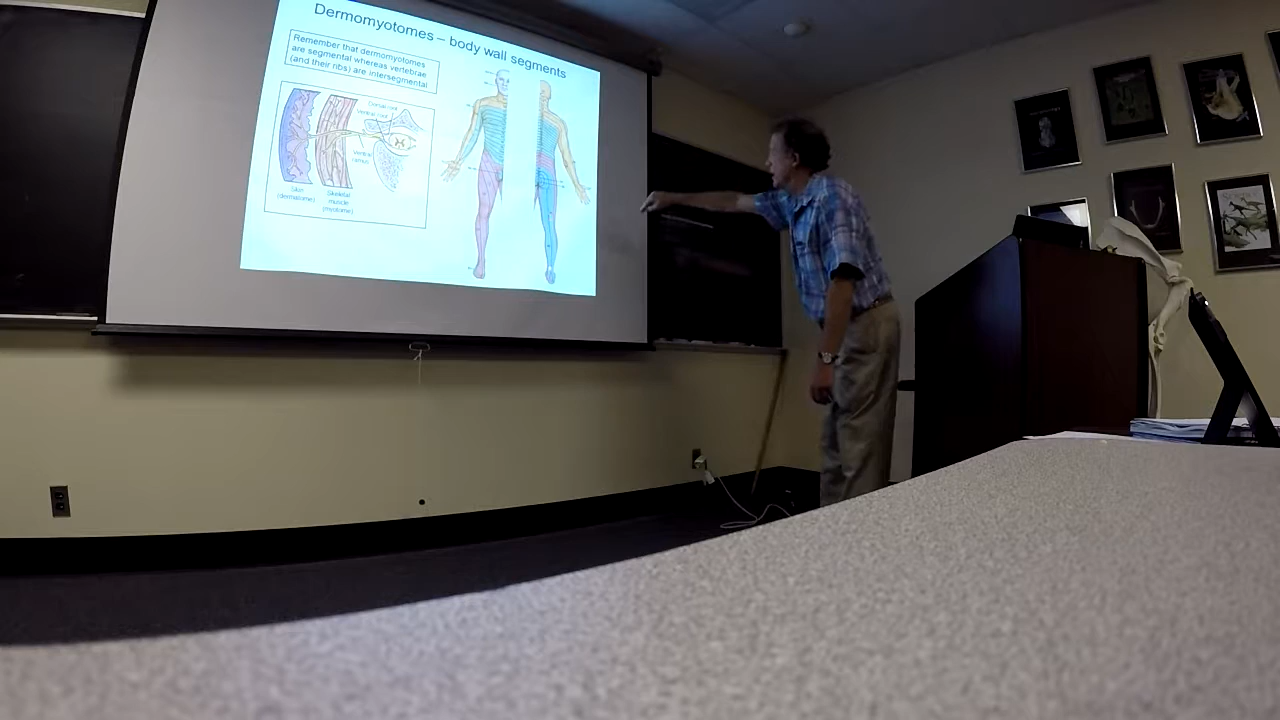 Dermomyotomes – body wall segments
Remember that dermomyotomes
are segmental whereas vertebrae
(and their ribs) are intersegmental
Dorsal root
Ventral root
Ventral
ramus
Skin
(dermatome)
Skeletal
muscle
(myotome)